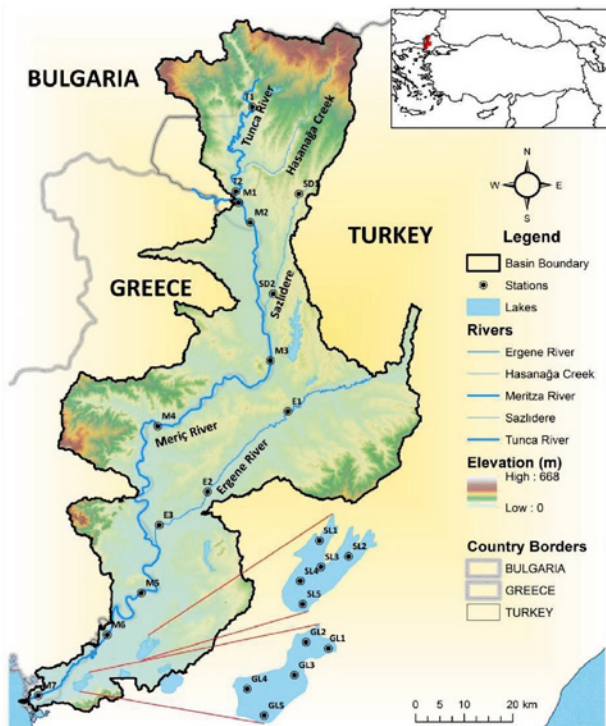 BULGARIA
GREECE
TURKEY
T1
Tunca River
Hasanağa Creek
T2
M1
SD1
M2
SD2
Sazlıdere
M3
E1
M4
Meriç River
Ergene River
E2
E3
M5
M6
M7
SL1
SL2
SL3
SL4
SL5
GL2
GL1
GL3
GL4
GL5
N
W
E
S
Legend
Basin Boundary
Stations
Lakes
Rivers
Ergene River
Hasanağa Creek
Meritza River
Sazlıdere
Tunca River
Elevation (m)
High : 668
Low : 0
Country Borders
BULGARIA
GREECE
TURKEY
0 5 10 20 km